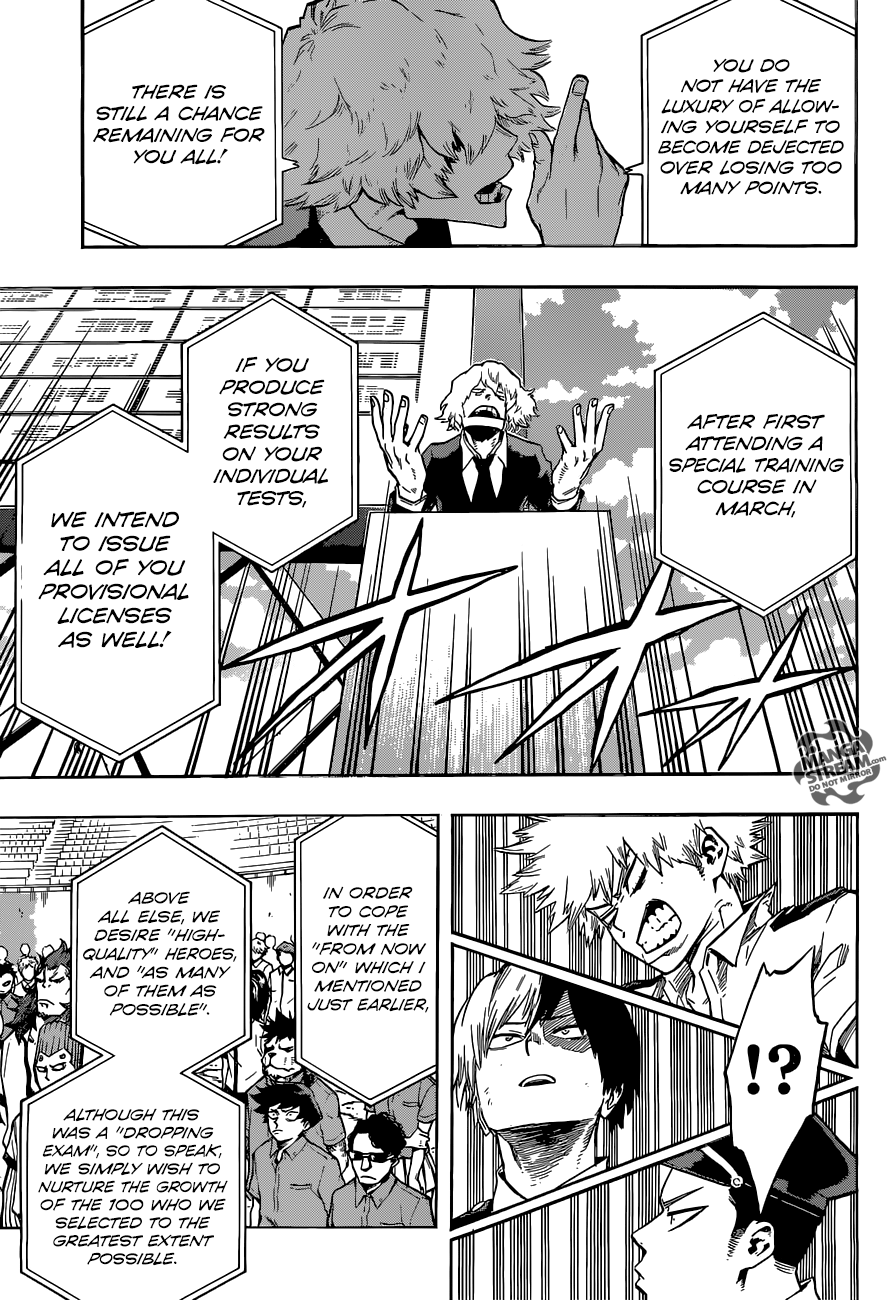 YOU DO
NOT HAVE THE
LUXURY OF ALLOW-
ING YOURSELF TO
BECOME DEJECTED
OVER LOSING TOO
MANY POINTS.
THERE IS
STILL A CHANCE
REMAINING FOR
YOU ALL!
AFTER FIRST
ATTENDING A
SPECIAL TRAINING
COURSE IN
MARCH,
IF YOU
PRODUCE
STRONG
RESULTS
ON YOUR
INDIVIDUAL
TESTS,
WE INTEND
TO ISSUE
ALL OF YOU
PROVISIONAL
LICENSES
AS WELL!
MANGA
STREAM.com
DO NOT MIRROR
!?
IN ORDER
TO COPE
WITH THE
"FROM NOW
ON" WHICH I
MENTIONED
JUST EARLIER,
ABOVE
ALL ELSE, WE
DESIRE "HIGH-
QUALITY" HEROES,
AND "AS MANY
OF THEM AS
POSSIBLE".
ALTHOUGH THIS
WAS A "DROPPING
EXAM", SO TO SPEAK,
WE SIMPLY WISH TO
NURTURE THE GROWTH
OF THE 100 WHO WE
SELECTED TO THE
GREATEST EXTENT
POSSIBLE.